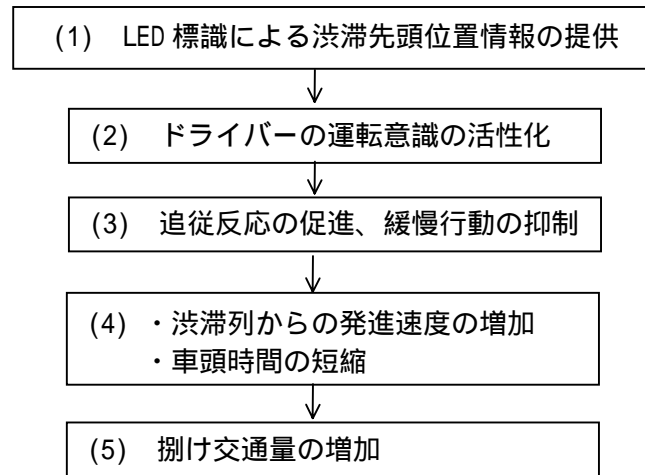 (1) LED 標識による渋滞先頭位置情報の提供
(2) ドライバーの運転意識の活性化
(3) 追従反応の促進、緩慢行動の抑制
(4) ・渋滞列からの発進速度の増加
・車頭時間の短縮
(5) 捌け交通量の増加